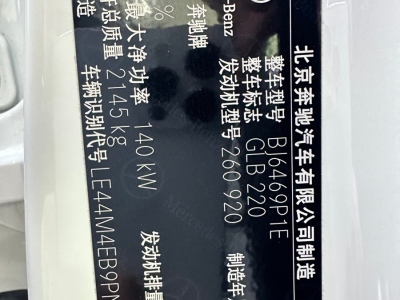 北京奔驰汽车有限公司制造
整车型号 BJ6469P1E
整车标志 GLB 220
-Benz 发动机型号 260 920
奔驰牌 制造年
%
发动机排量
最大净功率 140 kW
总质量 2145 kg
车辆识别代号 LE44M4EB9PN
造